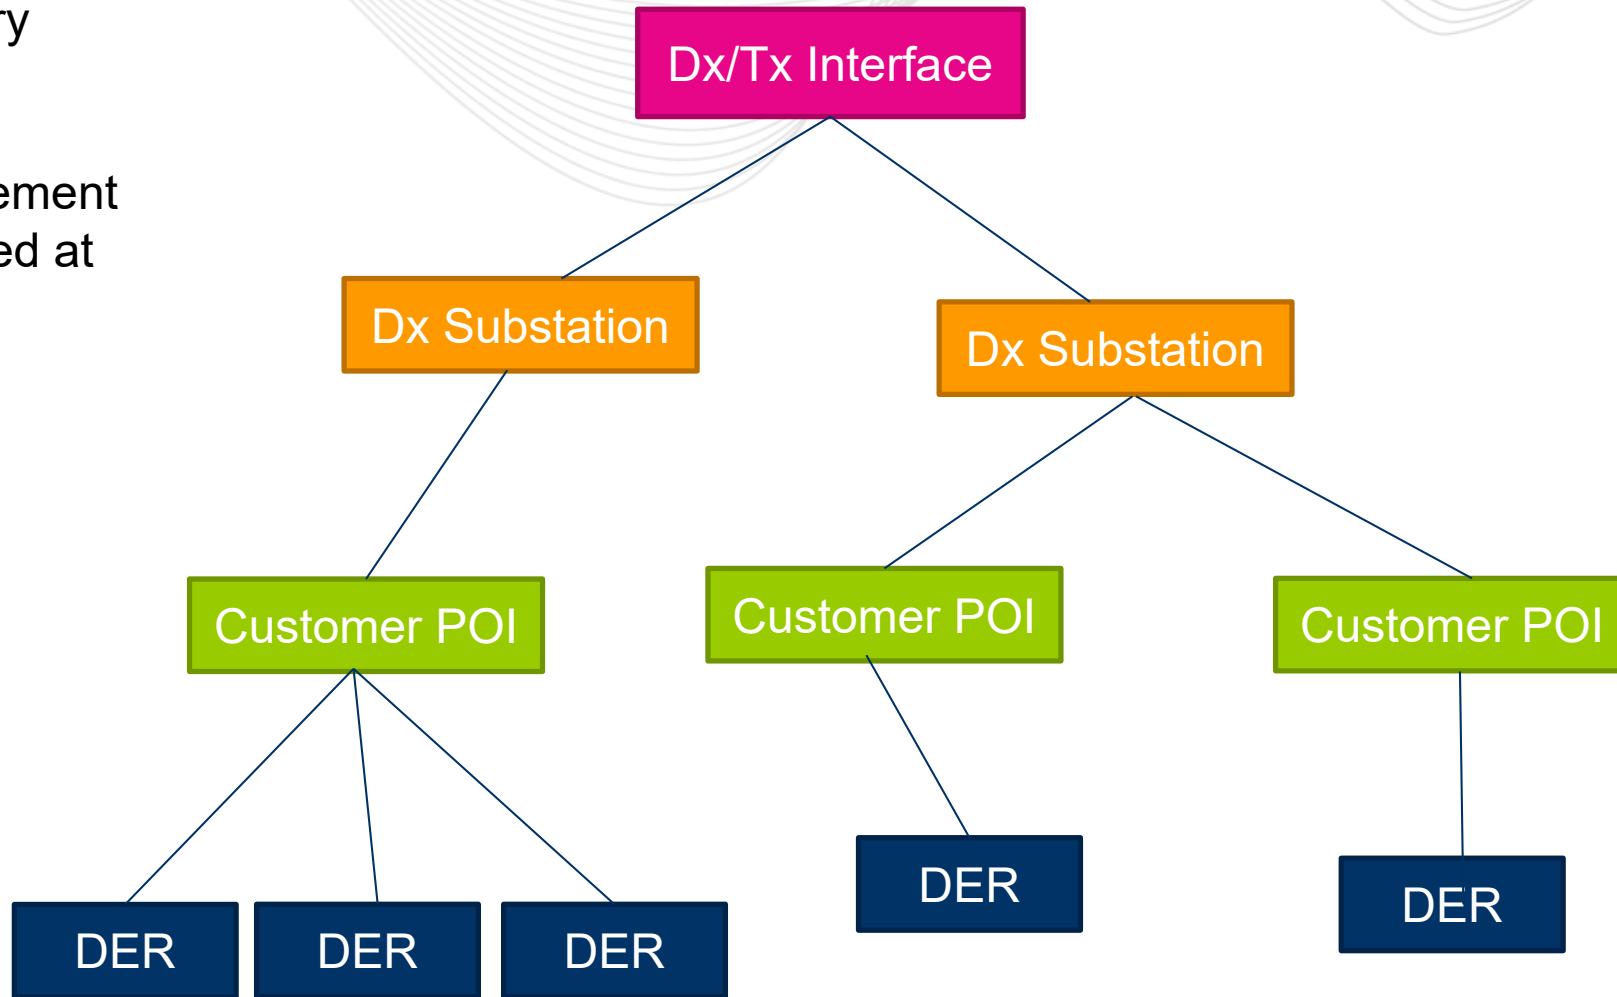 Dx/Tx Interface
Dx Substation
Dx Substation
Customer POI
Customer POI
Customer POI
DER
DER
DER
DER
DER
ry
ement
ed at